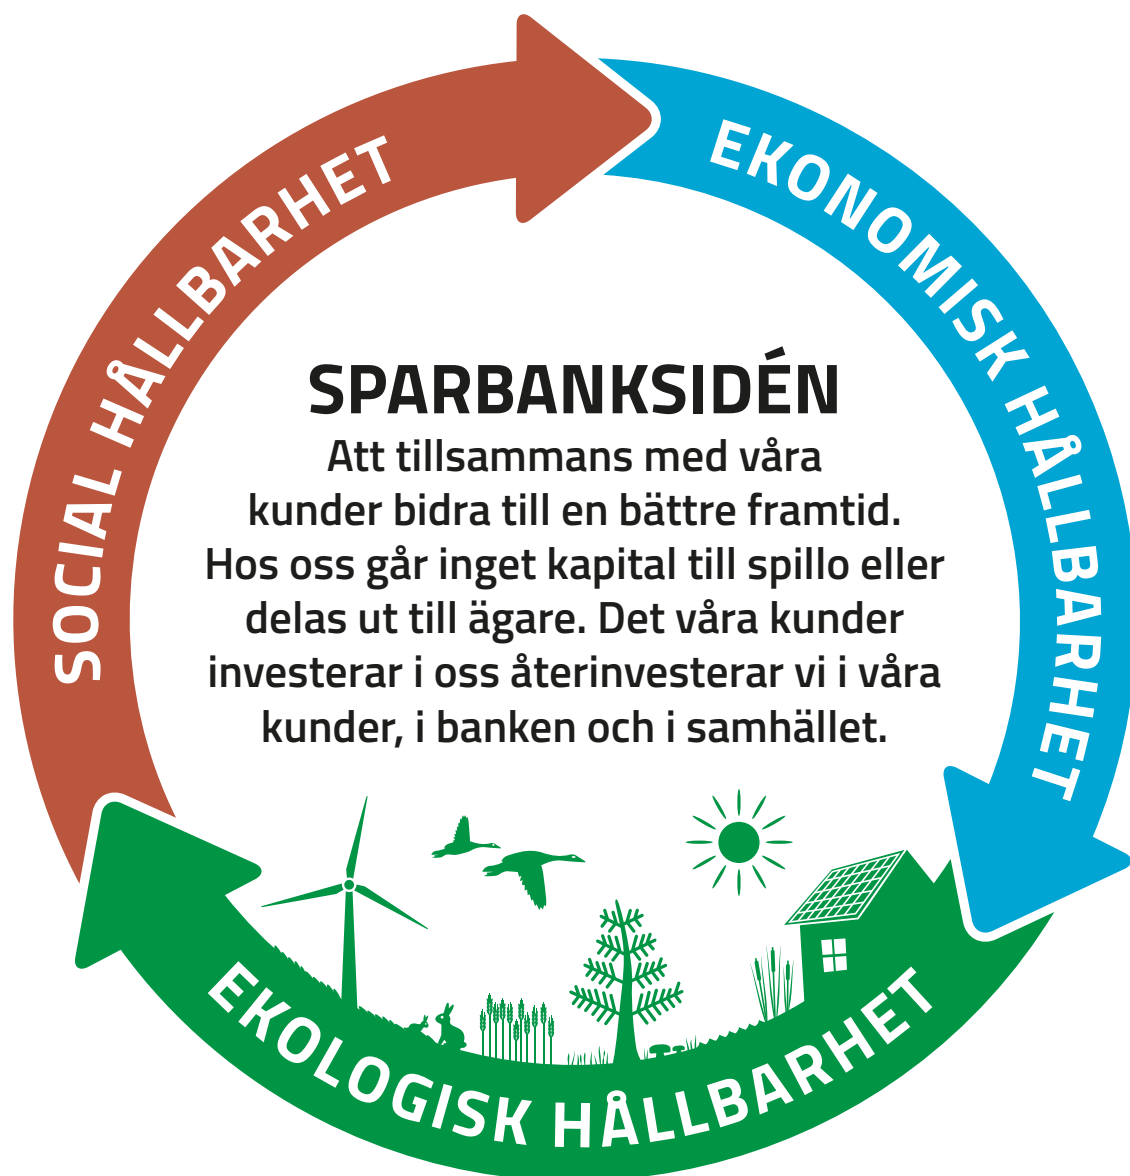 SOCIAL HÅLLBARHET
EKONOMISK HÅLLBARHET
SPARBANKSIDÉN
Att tillsammans med våra
kunder bidra till en bättre framtid.
Hos oss går inget kapital till spillo eller
delas ut till ägare. Det våra kunder
investerar i oss återinvesterar vi i våra
kunder, i banken och i samhället.
EKOLOGISK HÅLLBARHET